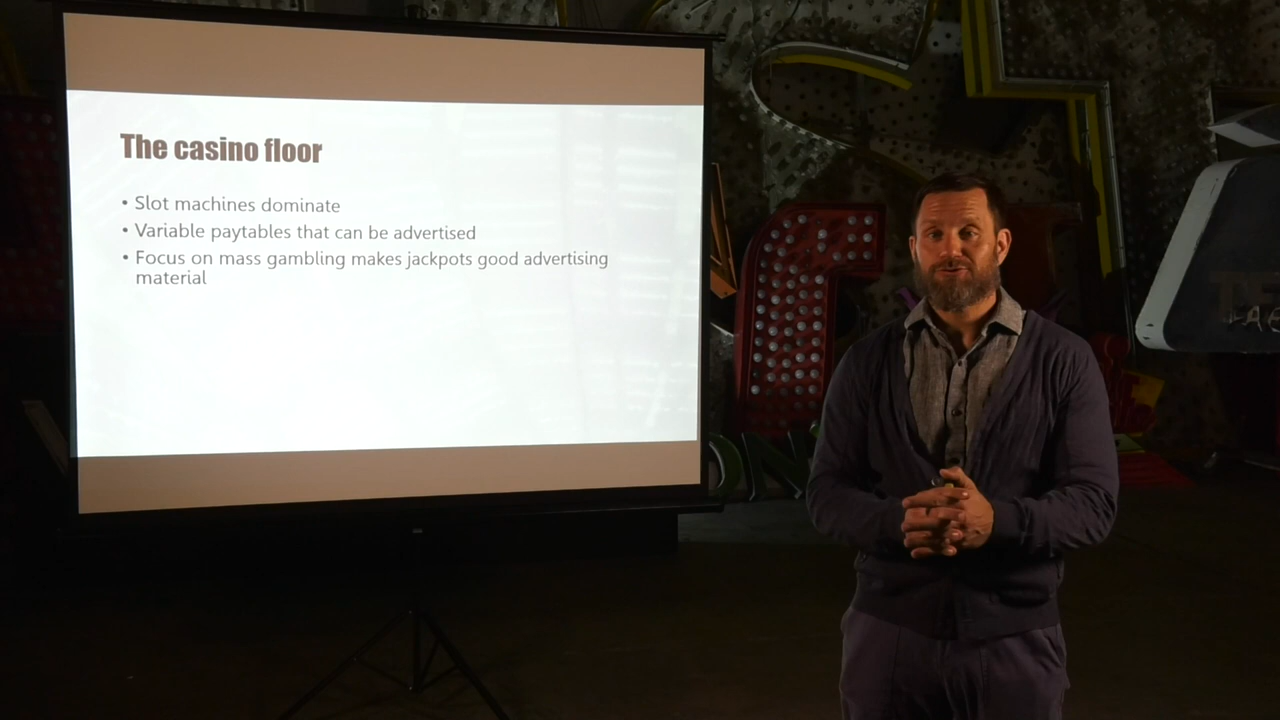 The casino floor
• Slot machines dominate
• Variable paytables that can be advertised
• Focus on mass gambling makes jackpots good advertising
material